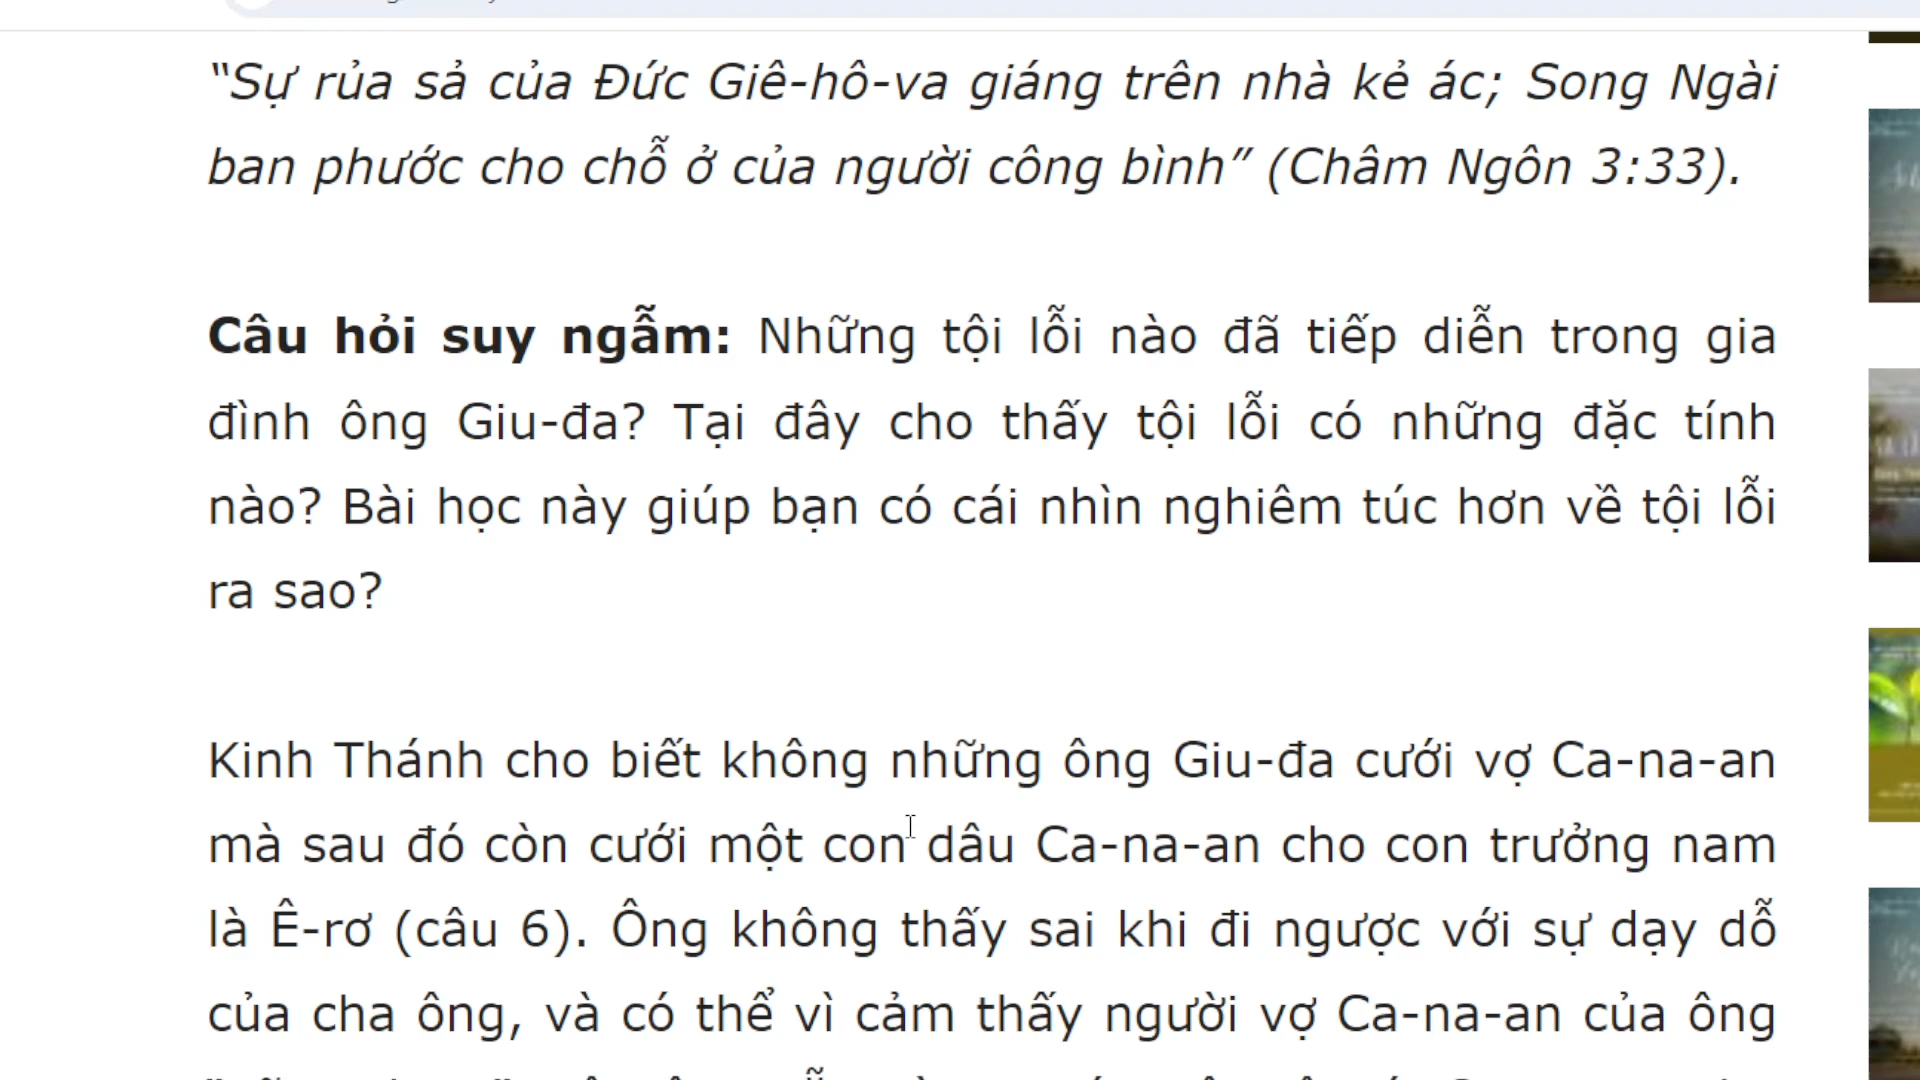 “Sự rủa sả của Đức Giê-hô-va giáng trên nhà kẻ ác; Song Ngài
ban phước cho chỗ ở của người công bình” (Châm Ngôn 3:33).
Câu hỏi suy ngẫm: Những tội lỗi nào đã tiếp diễn trong gia
đình ông Giu-đa? Tại đây cho thấy tội lỗi có những đặc tính
nào? Bài học này giúp bạn có cái nhìn nghiêm túc hơn về tội lỗi
ra sao?
Kinh Thánh cho biết không những ông Giu-đa cưới vợ Ca-na-an
mà sau đó còn cưới một con dâu Ca-na-an cho con trưởng nam
là Ê-rơ (câu 6). Ông không thấy sai khi đi ngược với sự dạy dỗ
của cha ông, và có thể vì cảm thấy người vợ Ca-na-an của ông